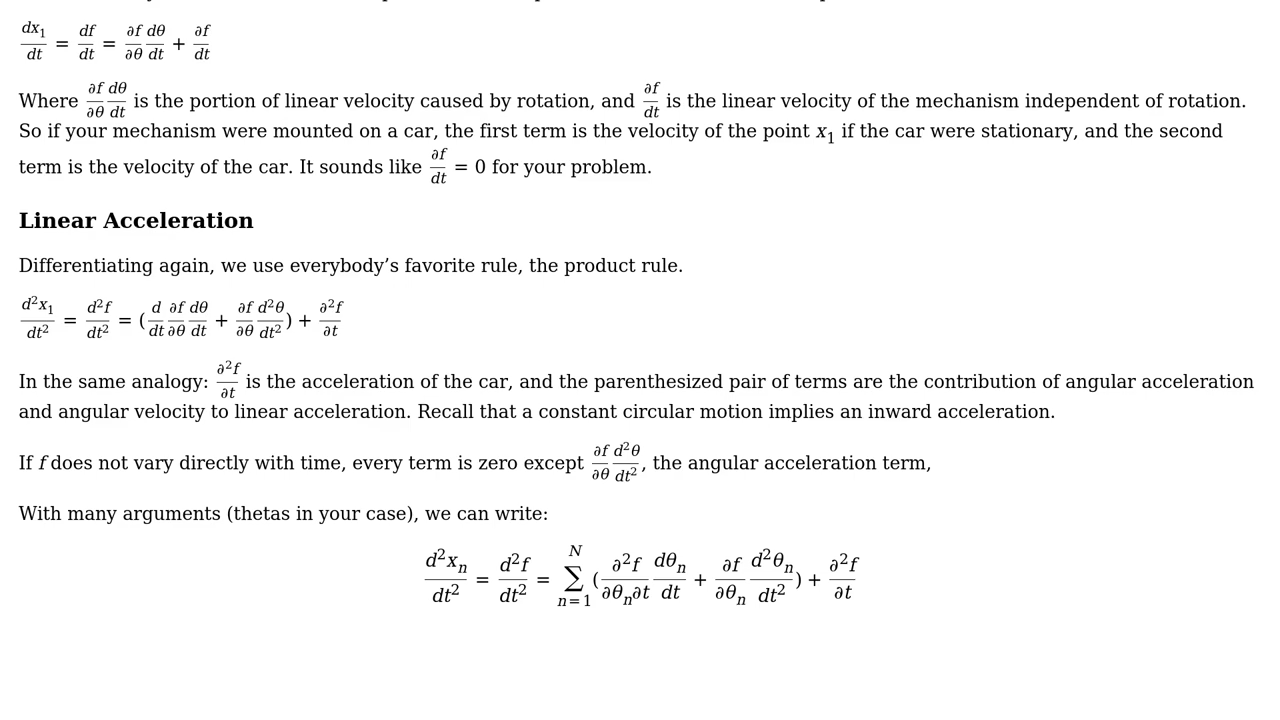 dx₁/dt = df/dt = ∂f/∂θ dθ/dt + ∂f/dt
Where ∂f/∂θ dθ/dt is the portion of linear velocity caused by rotation, and ∂f/dt is the linear velocity of the mechanism independent of rotation.
So if your mechanism were mounted on a car, the first term is the velocity of the point x₁ if the car were stationary, and the second
term is the velocity of the car. It sounds like ∂f/dt = 0 for your problem.
Linear Acceleration
Differentiating again, we use everybody’s favorite rule, the product rule.
d²x₁/dt² = d²f/dt² = (d/dt ∂f/∂θ dθ/dt + ∂f/∂θ d²θ/dt²) + ∂²f/∂t
In the same analogy: ∂²f/∂t is the acceleration of the car, and the parenthesized pair of terms are the contribution of angular acceleration
and angular velocity to linear acceleration. Recall that a constant circular motion implies an inward acceleration.
If f does not vary directly with time, every term is zero except ∂f/∂θ d²θ/dt², the angular acceleration term,
With many arguments (thetas in your case), we can write:
d²xₙ/dt² = d²f/dt² = ∑ₙ₌₁ᴺ (∂²f/∂θₙ∂t dθₙ/dt + ∂f/∂θₙ d²θₙ/dt²) + ∂²f/∂t